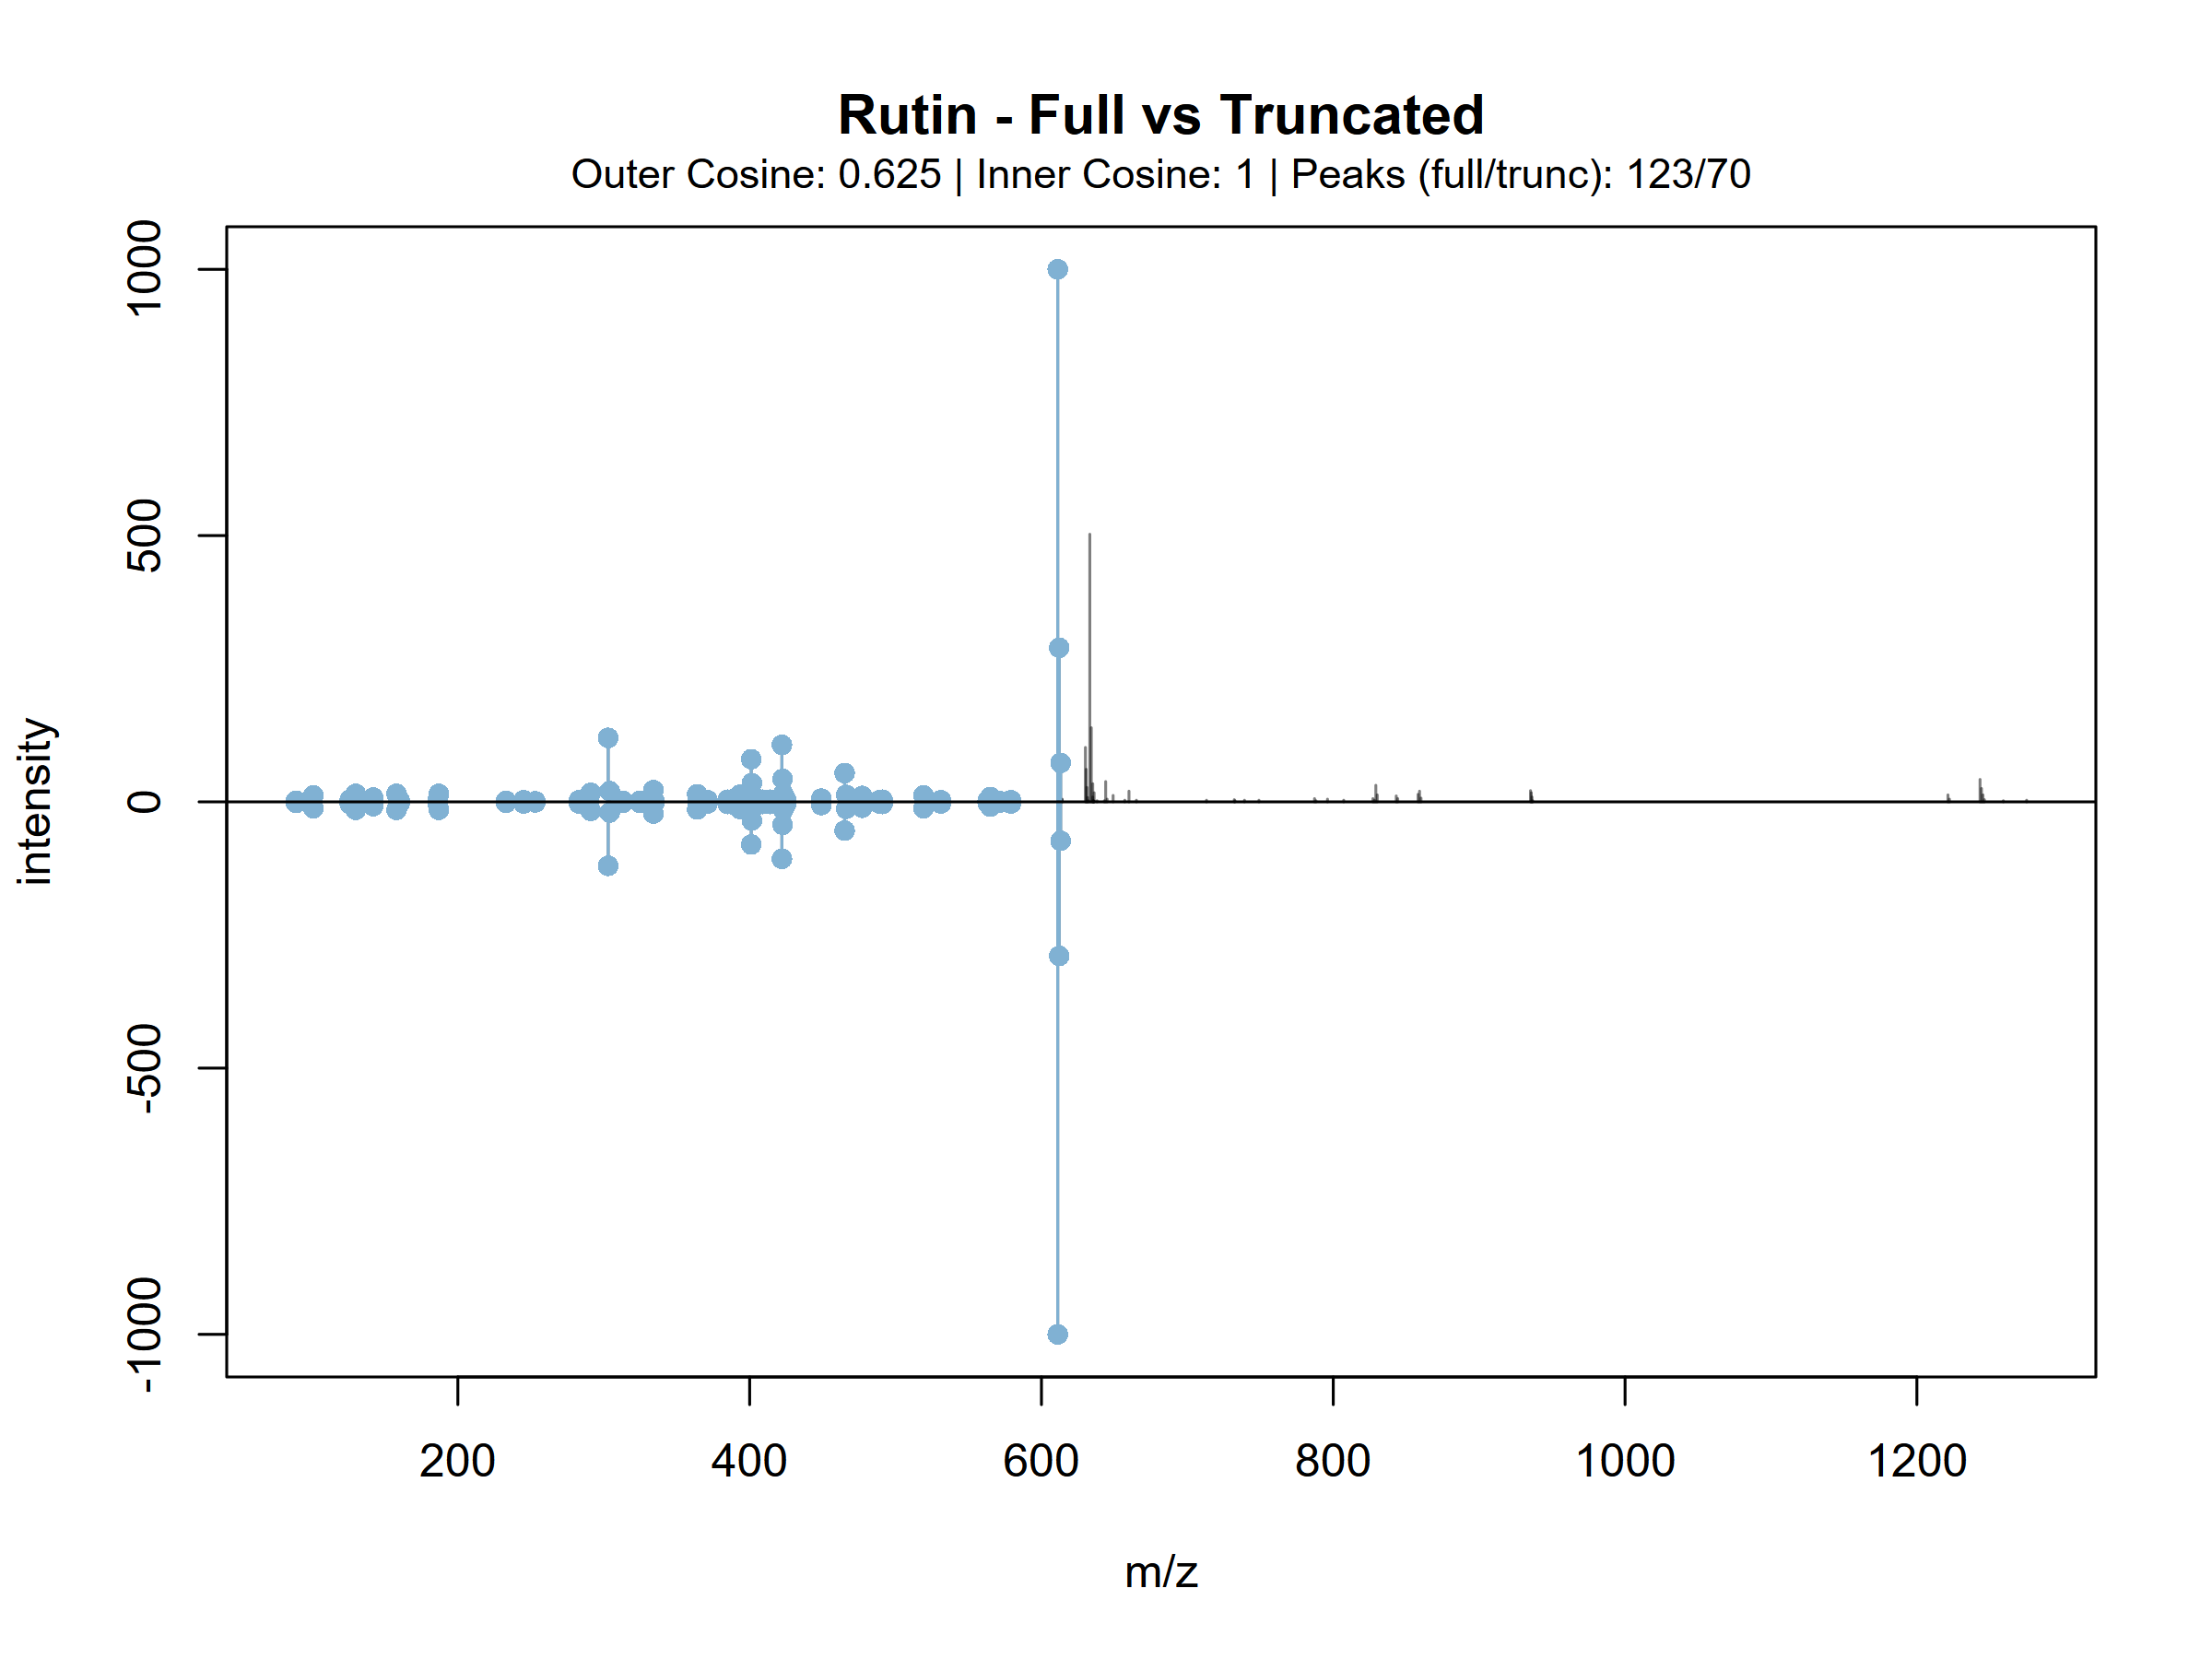 Rutin - Full vs Truncated
Outer Cosine: 0.625 | Inner Cosine: 1 | Peaks (full/trunc): 123/70
intensity
1000
500
0
-500
-1000
200 400 600 800 1000 1200
m/z